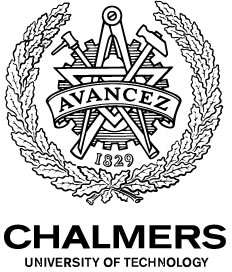 AVANCEZ
1829
CHALMERS
UNIVERSITY OF TECHNOLOGY